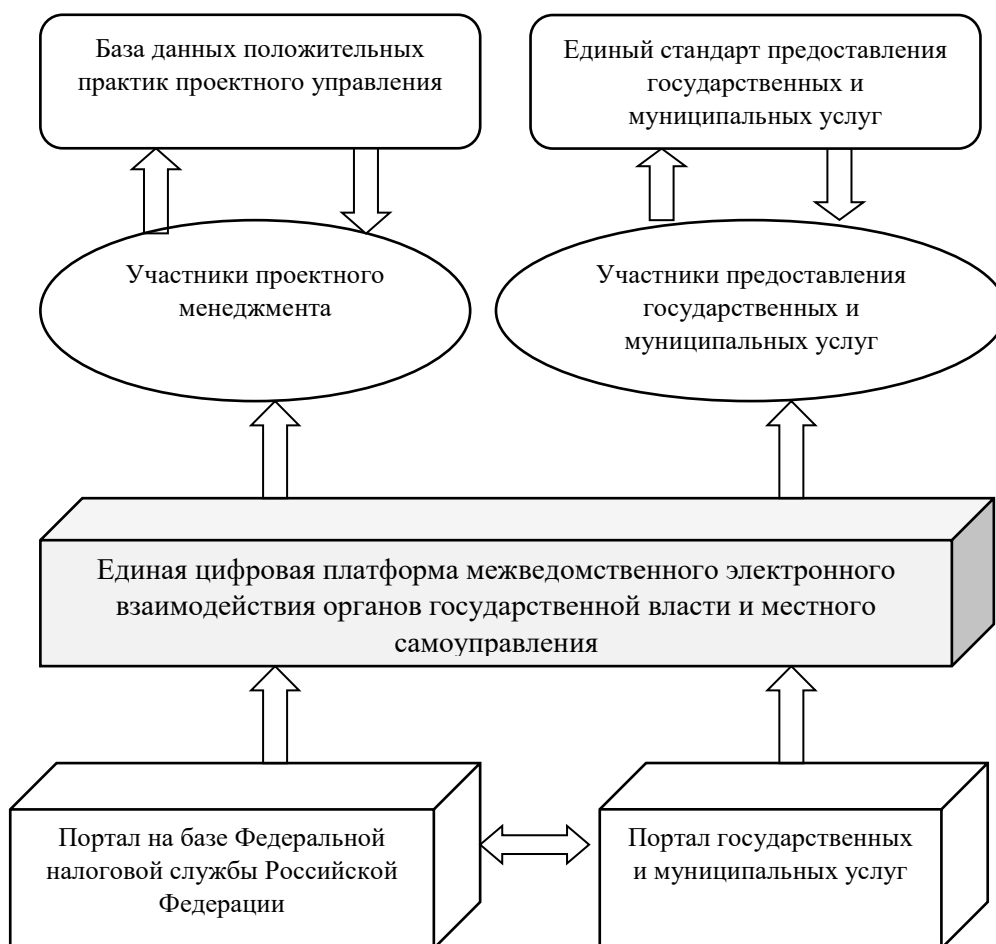 База данных положительных
практик проектного управления
Единый стандарт предоставления
государственных и
муниципальных услуг
Участники проектного
менеджмента
Участники предоставления
государственных и
муниципальных услуг
Единая цифровая платформа межведомственного электронного
взаимодействия органов государственной власти и местного
самоуправления
Портал на базе Федеральной
налоговой службы Российской
Федерации
Портал государственных
и муниципальных услуг